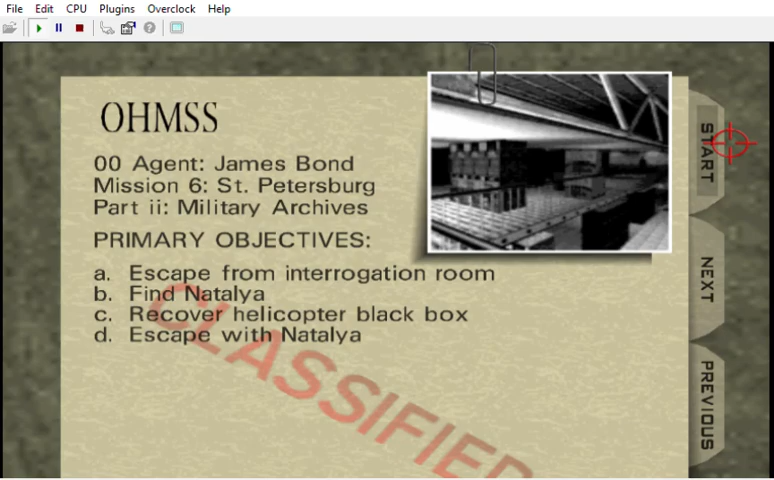 File Edit CPU Plugins Overclock Help
OHMSS
00 Agent: James Bond
Mission 6: St. Petersburg
Part ii: Military Archives
PRIMARY OBJECTIVES:
a. Escape from interrogation room
b. Find Natalya
c. Recover helicopter black box
d. Escape with Natalya
CLASSIFIED
START
NEXT
PREVIOUS